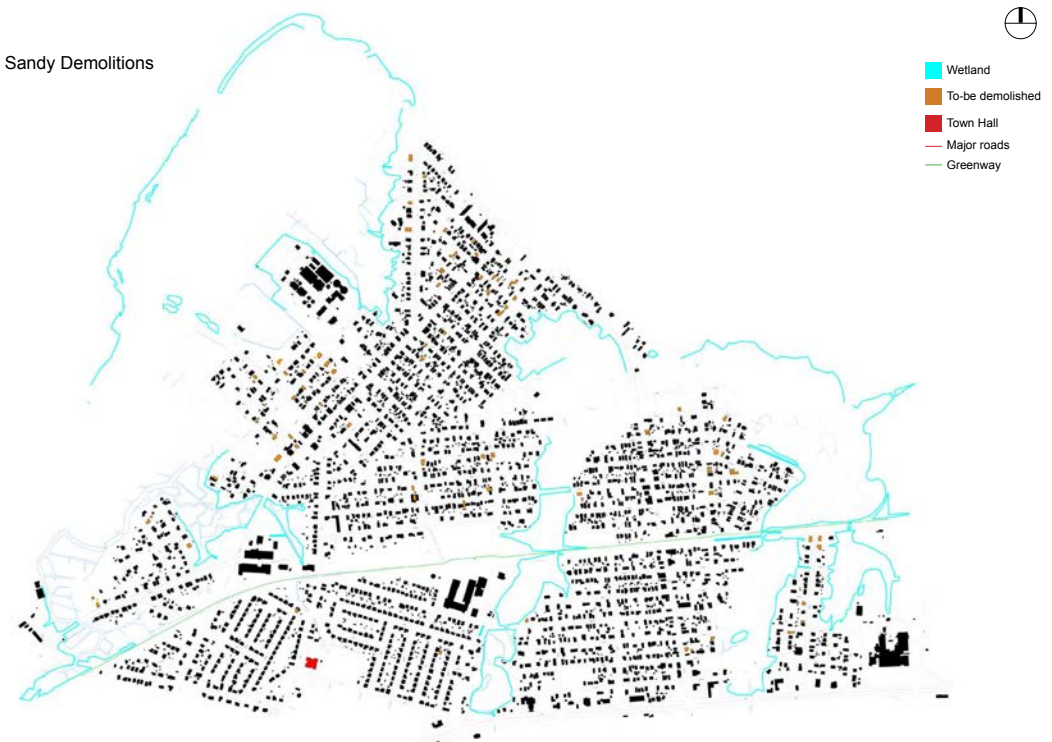 Sandy Demolitions
Wetland
To-be demolished
Town Hall
Major roads
Greenway